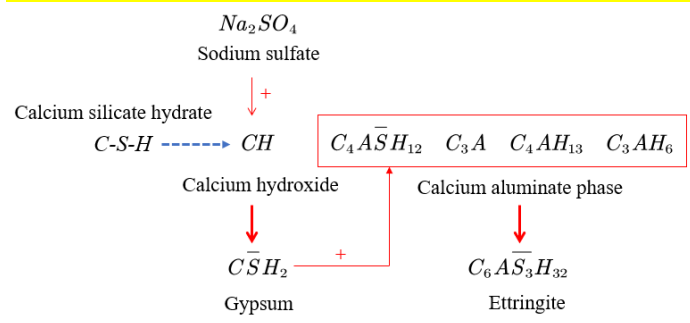 Na₂SO₄
Sodium sulfate
+
Calcium silicate hydrate
C-S-H CH C₄AS̅H₁₂ C₃A C₄AH₁₃ C₃AH₆
Calcium hydroxide Calcium aluminate phase
+
CS̅H₂ C₆AS̅₃H₃₂
Gypsum Ettringite